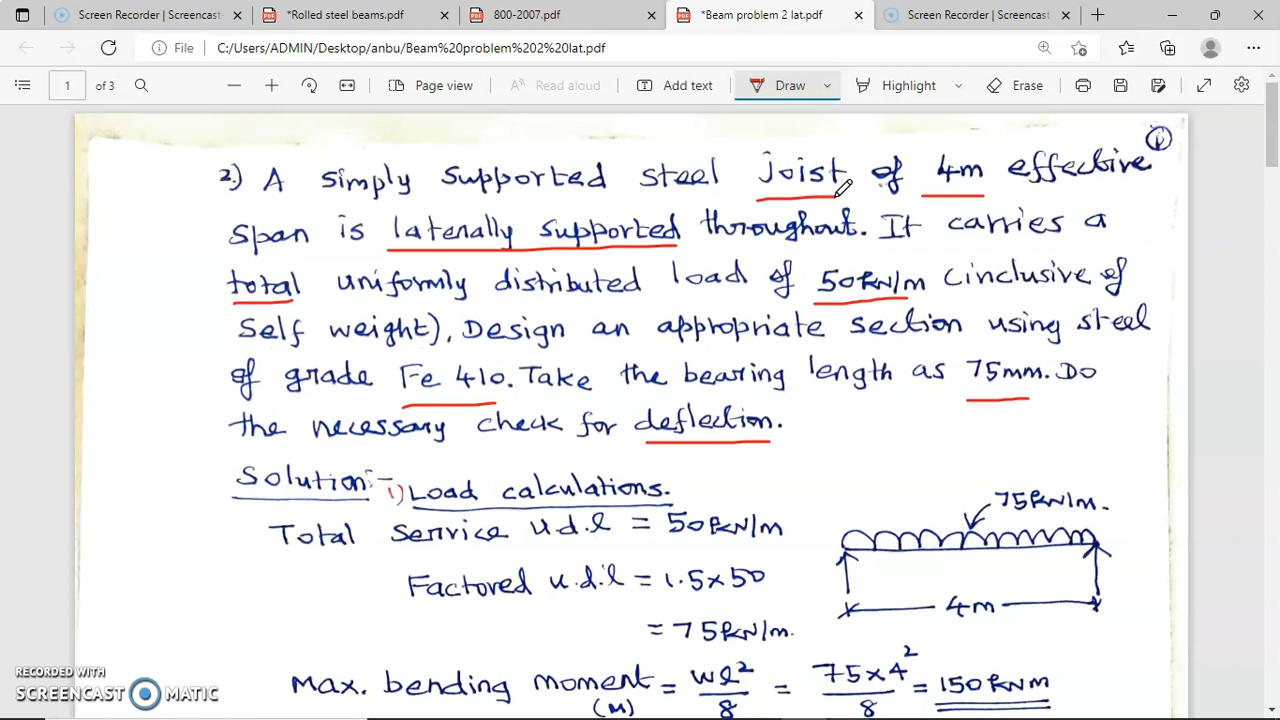 Screen Recorder | Screencast-
*Rolled steel beams.pdf
800-2007.pdf
*Beam problem 2 lat.pdf
Screen Recorder | Screencast
File
C:/Users/ADMIN/Desktop/anbu/Beam%20problem%202%20lat.pdf
1 of 3
Page view
Read aloud
Add text
Draw
Highlight
Erase
1
2) A simply supported steel joist of 4m effective
span is laterally supported throughout. It carries a
total uniformly distributed load of 50kN/m (inclusive of
self weight). Design an appropriate section using steel
of grade Fe 410. Take the bearing length as 75mm. Do
the necessary check for deflection.
Solution:-
1) Load calculations.
Total service u.d.l = 50kN/m
Factored u.d.l = 1.5×50
= 75kN/m.
75kN/m.
4m
Max. bending moment = wl²/8 = 75×4²/8 = 150kNm
(M)
RECORDED WITH
SCREENCAST MATIC